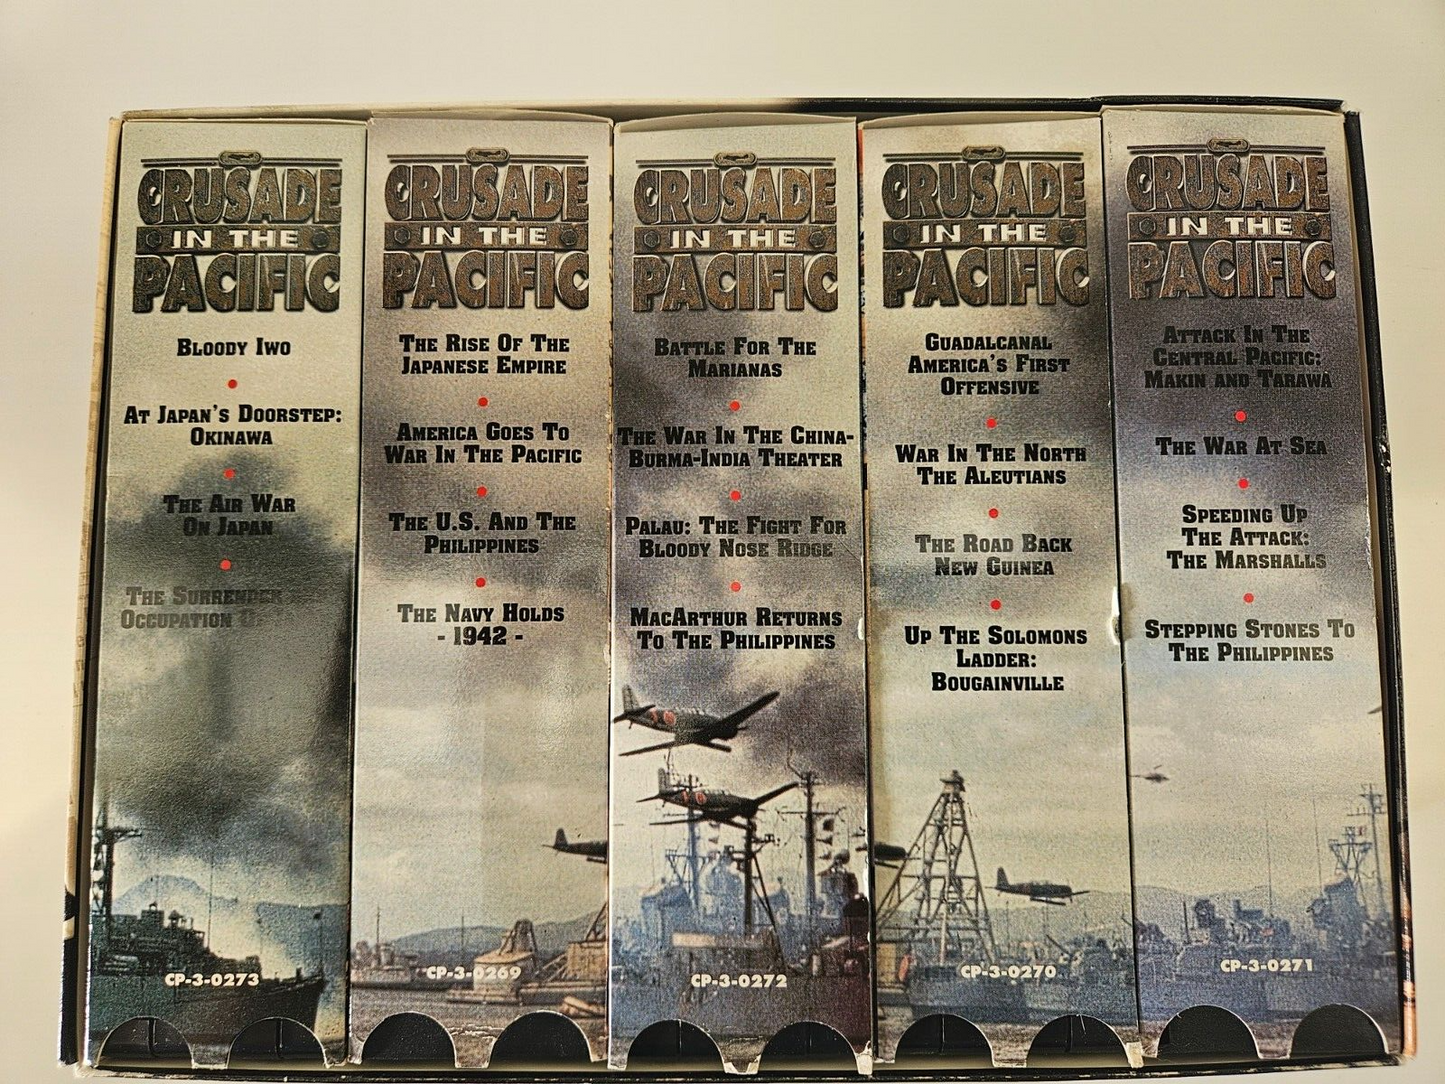 CRUSADE
IN THE
PACIFIC
BLOODY IWO
AT JAPAN'S DOORSTEP:
OKINAWA
THE AIR WAR
ON JAPAN
THE SURRENDER
OCCUPATION
CP-3-0273
CRUSADE
IN THE
PACIFIC
THE RISE OF THE
JAPANESE EMPIRE
AMERICA GOES TO
WAR IN THE PACIFIC
THE U.S. AND THE
PHILIPPINES
THE NAVY HOLDS
- 1942 -
CP-3-0269
CRUSADE
IN THE
PACIFIC
BATTLE FOR THE
MARIANAS
THE WAR IN THE CHINA-
BURMA-INDIA THEATER
PALAU: THE FIGHT FOR
BLOODY NOSE RIDGE
MACARTHUR RETURNS
TO THE PHILIPPINES
CP-3-0272
CRUSADE
IN THE
PACIFIC
GUADALCANAL
AMERICA'S FIRST
OFFENSIVE
WAR IN THE NORTH
THE ALEUTIANS
THE ROAD BACK
NEW GUINEA
UP THE SOLOMONS
LADDER:
BOUGAINVILLE
CP-3-0270
CRUSADE
IN THE
PACIFIC
ATTACK IN THE
CENTRAL PACIFIC:
MAKIN AND TARAWA
THE WAR AT SEA
SPEEDING UP
THE ATTACK:
THE MARSHALLS
STEPPING STONES TO
THE PHILIPPINES
CP-3-0271